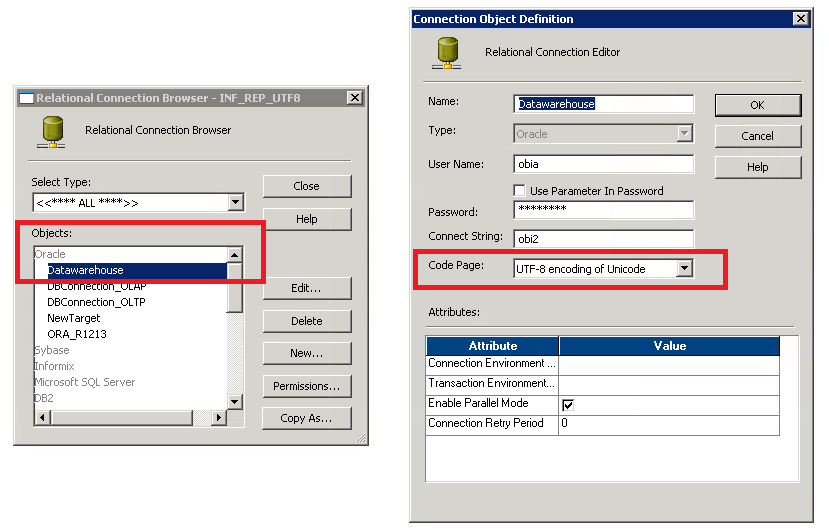 Relational Connection Browser - INF_REP_UTF8
Relational Connection Browser
Select Type:
<<**** ALL ****>>
Close
Help
Objects:
Oracle
Datawarehouse
DBConnection_OLAP
DBConnection_OLTP
NewTarget
ORA_R1213
Sybase
Informix
Microsoft SQL Server
DB2
Edit...
Delete
New...
Permissions...
Copy As...
Connection Object Definition
Relational Connection Editor
Name:
Datawarehouse
OK
Type:
Oracle
Cancel
User Name:
obia
Help
Use Parameter In Password
Password:
********
Connect String:
obi2
Code Page:
UTF-8 encoding of Unicode
Attributes:
Attribute Value
Connection Environment ...
Transaction Environment...
Enable Parallel Mode
Connection Retry Period 0